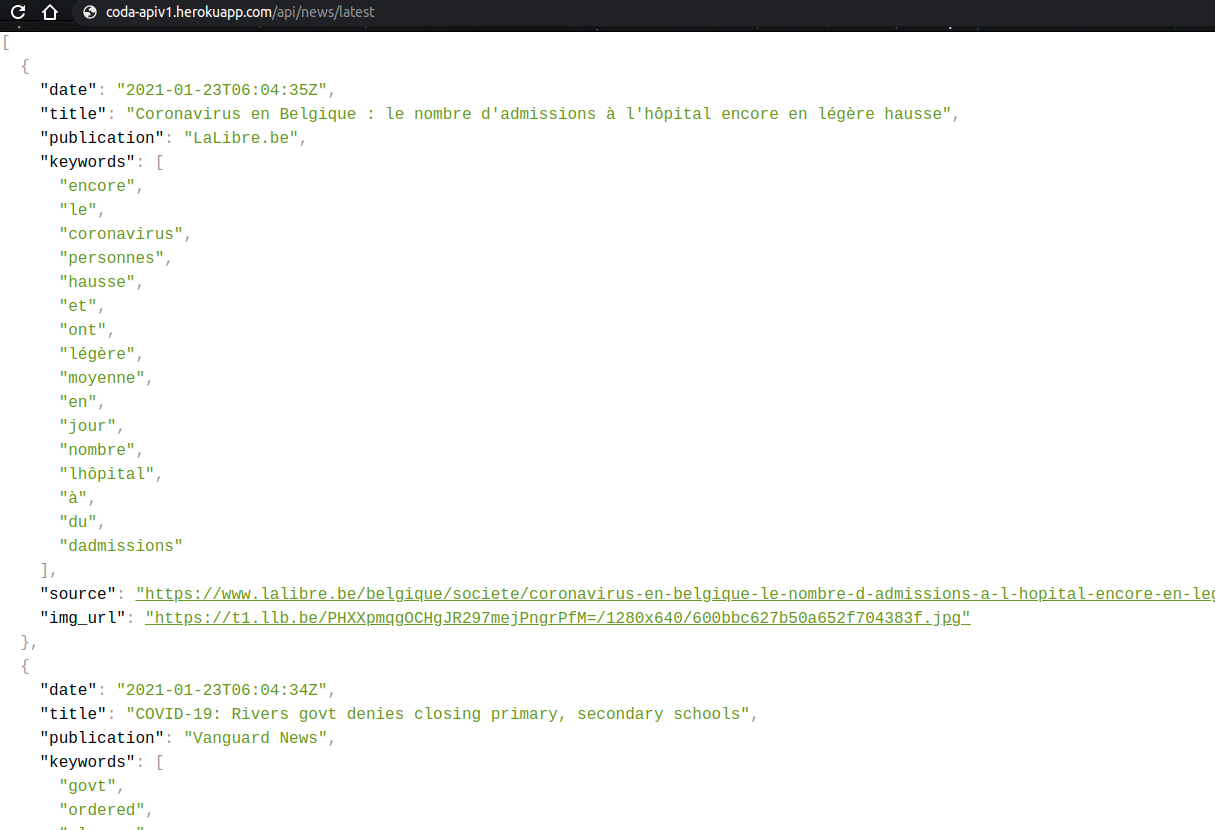 coda-apiv1.herokuapp.com/api/news/latest
[
{
"date": "2021-01-23T06:04:35Z",
"title": "Coronavirus en Belgique : le nombre d'admissions à l'hôpital encore en légère hausse",
"publication": "LaLibre.be",
"keywords": [
"encore",
"le",
"coronavirus",
"personnes",
"hausse",
"et",
"ont",
"légère",
"moyenne",
"en",
"jour",
"nombre",
"lhôpital",
"à",
"du",
"dadmissions"
],
"source": "https://www.lalibre.be/belgique/societe/coronavirus-en-belgique-le-nombre-d-admissions-a-l-hopital-encore-en-leg
"img_url": "https://t1.llb.be/PHXXpmqgOCHgJR297mejPngrPfM=/1280x640/600bbc627b50a652f704383f.jpg"
},
{
"date": "2021-01-23T06:04:34Z",
"title": "COVID-19: Rivers govt denies closing primary, secondary schools",
"publication": "Vanguard News",
"keywords": [
"govt",
"ordered",